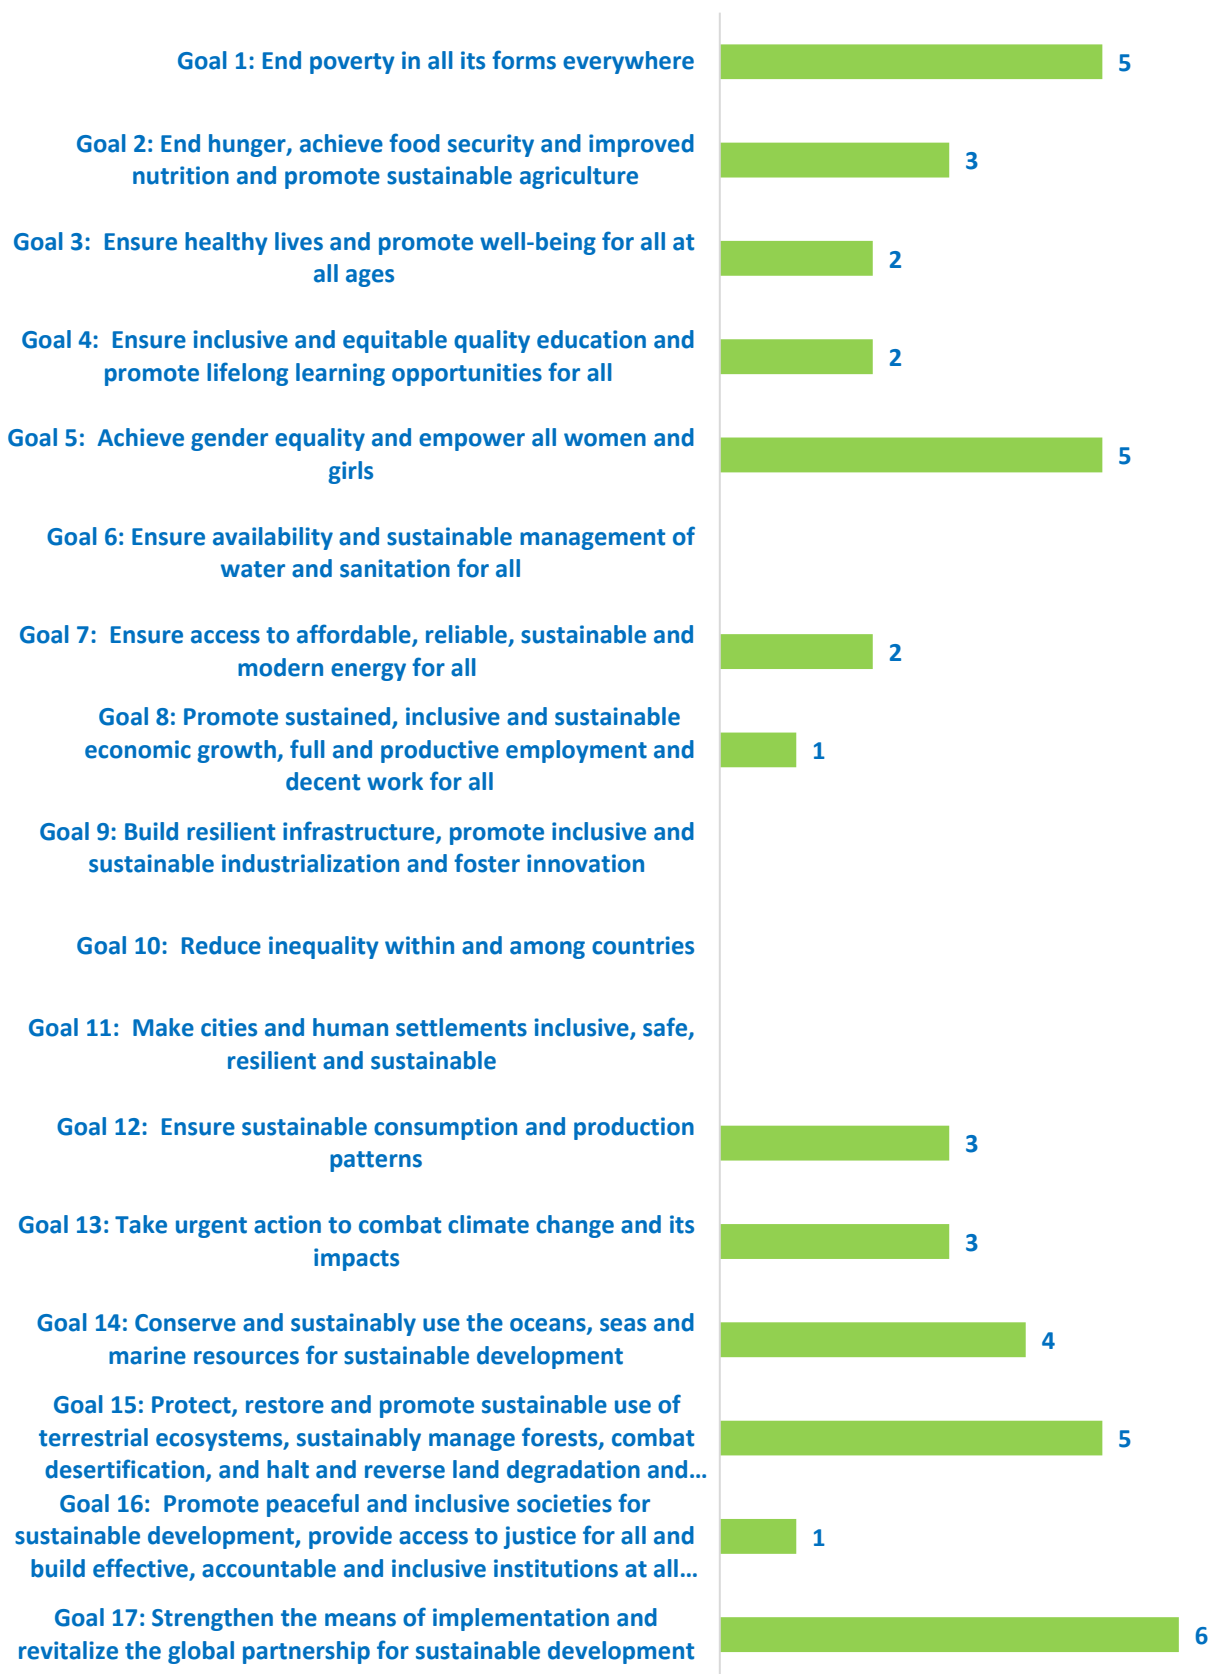 Goal 1: End poverty in all its forms everywhere
5
Goal 2: End hunger, achieve food security and improved
nutrition and promote sustainable agriculture
3
Goal 3:  Ensure healthy lives and promote well-being for all at
all ages
2
Goal 4:  Ensure inclusive and equitable quality education and
promote lifelong learning opportunities for all
2
Goal 5:  Achieve gender equality and empower all women and
girls
5
Goal 6: Ensure availability and sustainable management of
water and sanitation for all
Goal 7:  Ensure access to affordable, reliable, sustainable and
modern energy for all
2
Goal 8: Promote sustained, inclusive and sustainable
economic growth, full and productive employment and
decent work for all
1
Goal 9: Build resilient infrastructure, promote inclusive and
sustainable industrialization and foster innovation
Goal 10:  Reduce inequality within and among countries
Goal 11:  Make cities and human settlements inclusive, safe,
resilient and sustainable
Goal 12:  Ensure sustainable consumption and production
patterns
3
Goal 13: Take urgent action to combat climate change and its
impacts
3
Goal 14: Conserve and sustainably use the oceans, seas and
marine resources for sustainable development
4
Goal 15: Protect, restore and promote sustainable use of
terrestrial ecosystems, sustainably manage forests, combat
desertification, and halt and reverse land degradation and...
5
Goal 16:  Promote peaceful and inclusive societies for
sustainable development, provide access to justice for all and
build effective, accountable and inclusive institutions at all...
1
Goal 17: Strengthen the means of implementation and
revitalize the global partnership for sustainable development
6